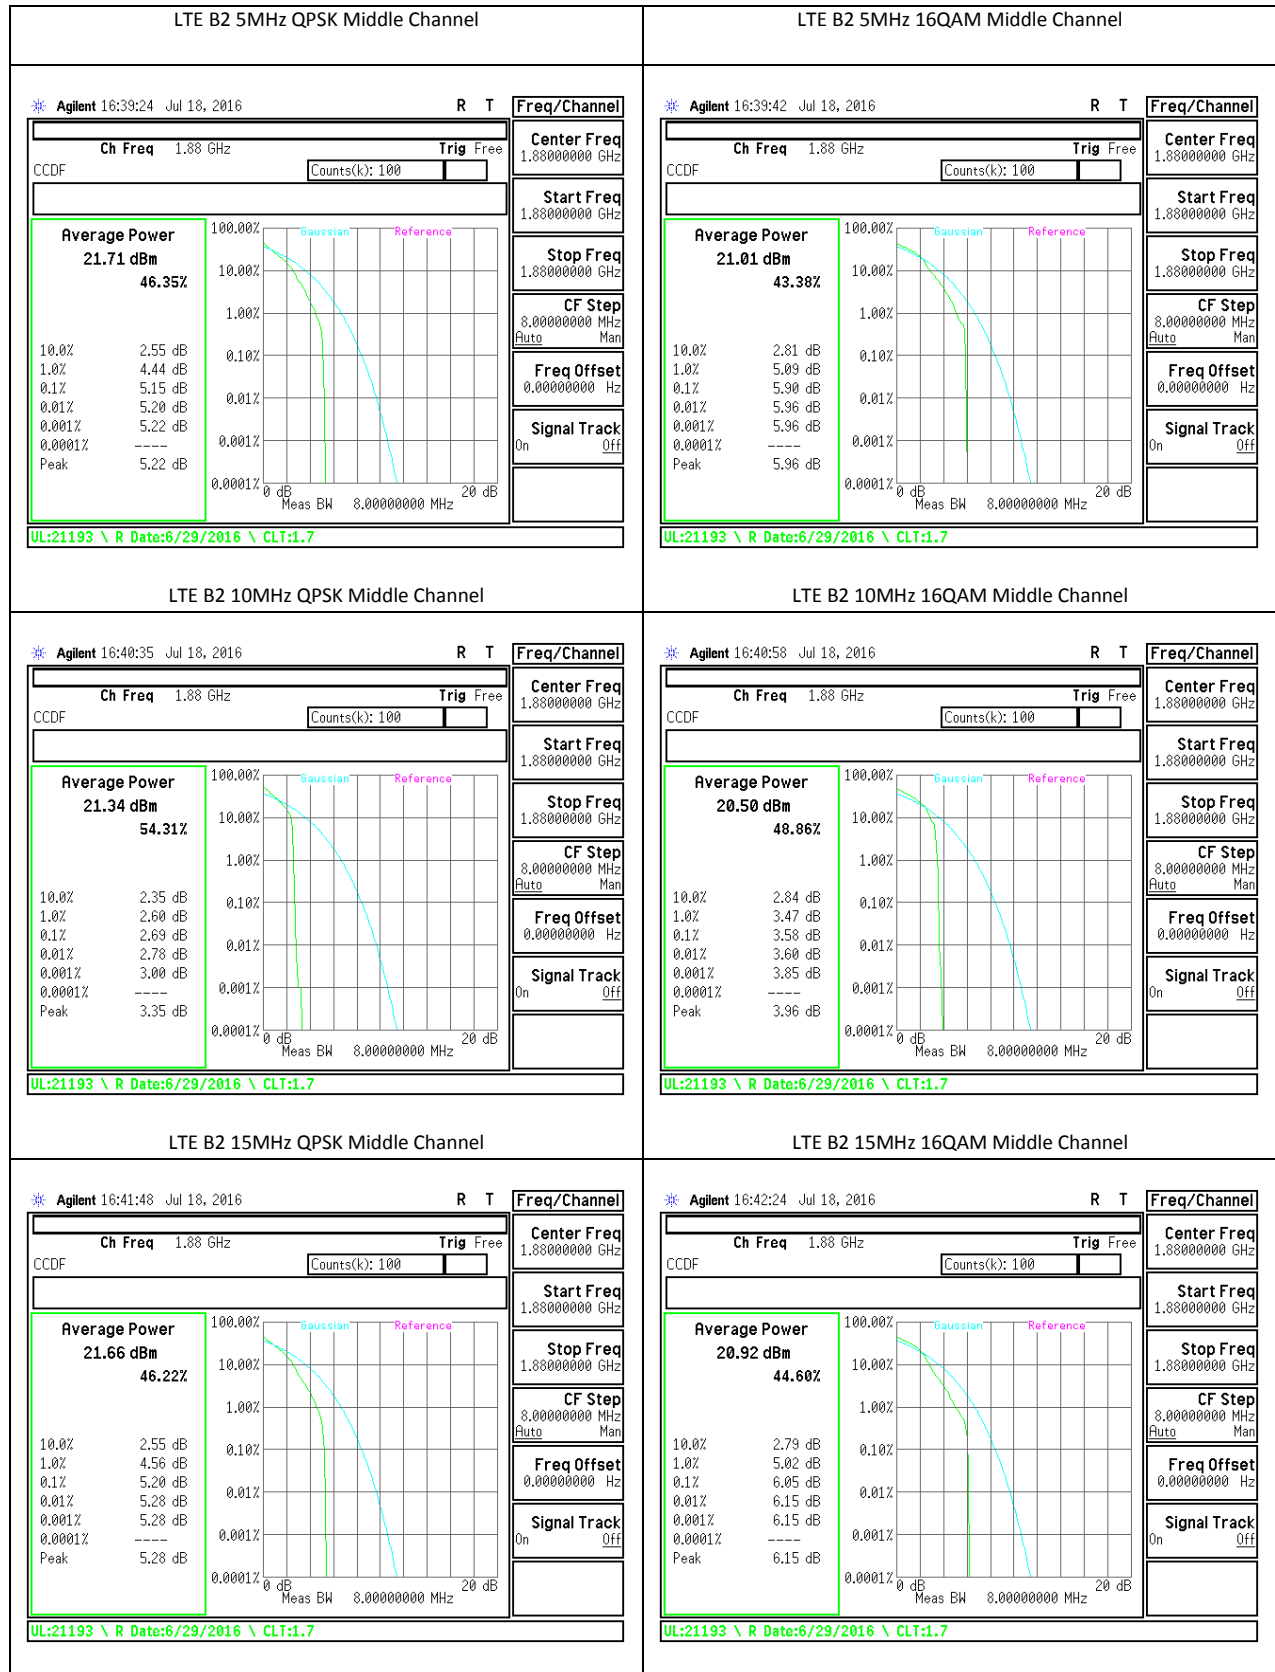 LTE B2 5MHz QPSK Middle Channel
LTE B2 5MHz 16QAM Middle Channel
Agilent 16:39:24 Jul 18, 2016 R T
Freq/Channel
Ch Freq 1.88 GHz Trig Free
CCDF Counts(k): 100
Average Power
21.71 dBm
46.35%
10.0% 2.55 dB
1.0% 4.44 dB
0.1% 5.15 dB
0.01% 5.20 dB
0.001% 5.22 dB
0.0001% ----
Peak 5.22 dB
Gaussian Reference
100.00%
10.00%
1.00%
0.10%
0.01%
0.001%
0.0001%
0 dB 20 dB
Meas BW 8.00000000 MHz
Center Freq
1.88000000 GHz
Start Freq
1.88000000 GHz
Stop Freq
1.88000000 GHz
CF Step
8.00000000 MHz
Auto Man
Freq Offset
0.00000000 Hz
Signal Track
On Off
UL:21193 \ R Date:6/29/2016 \ CLT:1.7
Agilent 16:39:42 Jul 18, 2016 R T
Freq/Channel
Ch Freq 1.88 GHz Trig Free
CCDF Counts(k): 100
Average Power
21.01 dBm
43.38%
10.0% 2.81 dB
1.0% 5.09 dB
0.1% 5.90 dB
0.01% 5.96 dB
0.001% 5.96 dB
0.0001% ----
Peak 5.96 dB
Gaussian Reference
100.00%
10.00%
1.00%
0.10%
0.01%
0.001%
0.0001%
0 dB 20 dB
Meas BW 8.00000000 MHz
Center Freq
1.88000000 GHz
Start Freq
1.88000000 GHz
Stop Freq
1.88000000 GHz
CF Step
8.00000000 MHz
Auto Man
Freq Offset
0.00000000 Hz
Signal Track
On Off
UL:21193 \ R Date:6/29/2016 \ CLT:1.7
LTE B2 10MHz QPSK Middle Channel
LTE B2 10MHz 16QAM Middle Channel
Agilent 16:40:35 Jul 18, 2016 R T
Freq/Channel
Ch Freq 1.88 GHz Trig Free
CCDF Counts(k): 100
Average Power
21.34 dBm
54.31%
10.0% 2.35 dB
1.0% 2.60 dB
0.1% 2.69 dB
0.01% 2.78 dB
0.001% 3.00 dB
0.0001% ----
Peak 3.35 dB
Gaussian Reference
100.00%
10.00%
1.00%
0.10%
0.01%
0.001%
0.0001%
0 dB 20 dB
Meas BW 8.00000000 MHz
Center Freq
1.88000000 GHz
Start Freq
1.88000000 GHz
Stop Freq
1.88000000 GHz
CF Step
8.00000000 MHz
Auto Man
Freq Offset
0.00000000 Hz
Signal Track
On Off
UL:21193 \ R Date:6/29/2016 \ CLT:1.7
Agilent 16:40:58 Jul 18, 2016 R T
Freq/Channel
Ch Freq 1.88 GHz Trig Free
CCDF Counts(k): 100
Average Power
20.50 dBm
48.86%
10.0% 2.84 dB
1.0% 3.47 dB
0.1% 3.58 dB
0.01% 3.60 dB
0.001% 3.85 dB
0.0001% ----
Peak 3.96 dB
Gaussian Reference
100.00%
10.00%
1.00%
0.10%
0.01%
0.001%
0.0001%
0 dB 20 dB
Meas BW 8.00000000 MHz
Center Freq
1.88000000 GHz
Start Freq
1.88000000 GHz
Stop Freq
1.88000000 GHz
CF Step
8.00000000 MHz
Auto Man
Freq Offset
0.00000000 Hz
Signal Track
On Off
UL:21193 \ R Date:6/29/2016 \ CLT:1.7
LTE B2 15MHz QPSK Middle Channel
LTE B2 15MHz 16QAM Middle Channel
Agilent 16:41:48 Jul 18, 2016 R T
Freq/Channel
Ch Freq 1.88 GHz Trig Free
CCDF Counts(k): 100
Average Power
21.66 dBm
46.22%
10.0% 2.55 dB
1.0% 4.56 dB
0.1% 5.20 dB
0.01% 5.28 dB
0.001% 5.28 dB
0.0001% ----
Peak 5.28 dB
Gaussian Reference
100.00%
10.00%
1.00%
0.10%
0.01%
0.001%
0.0001%
0 dB 20 dB
Meas BW 8.00000000 MHz
Center Freq
1.88000000 GHz
Start Freq
1.88000000 GHz
Stop Freq
1.88000000 GHz
CF Step
8.00000000 MHz
Auto Man
Freq Offset
0.00000000 Hz
Signal Track
On Off
UL:21193 \ R Date:6/29/2016 \ CLT:1.7
Agilent 16:42:24 Jul 18, 2016 R T
Freq/Channel
Ch Freq 1.88 GHz Trig Free
CCDF Counts(k): 100
Average Power
20.92 dBm
44.60%
10.0% 2.79 dB
1.0% 5.02 dB
0.1% 6.05 dB
0.01% 6.15 dB
0.001% 6.15 dB
0.0001% ----
Peak 6.15 dB
Gaussian Reference
100.00%
10.00%
1.00%
0.10%
0.01%
0.001%
0.0001%
0 dB 20 dB
Meas BW 8.00000000 MHz
Center Freq
1.88000000 GHz
Start Freq
1.88000000 GHz
Stop Freq
1.88000000 GHz
CF Step
8.00000000 MHz
Auto Man
Freq Offset
0.00000000 Hz
Signal Track
On Off
UL:21193 \ R Date:6/29/2016 \ CLT:1.7